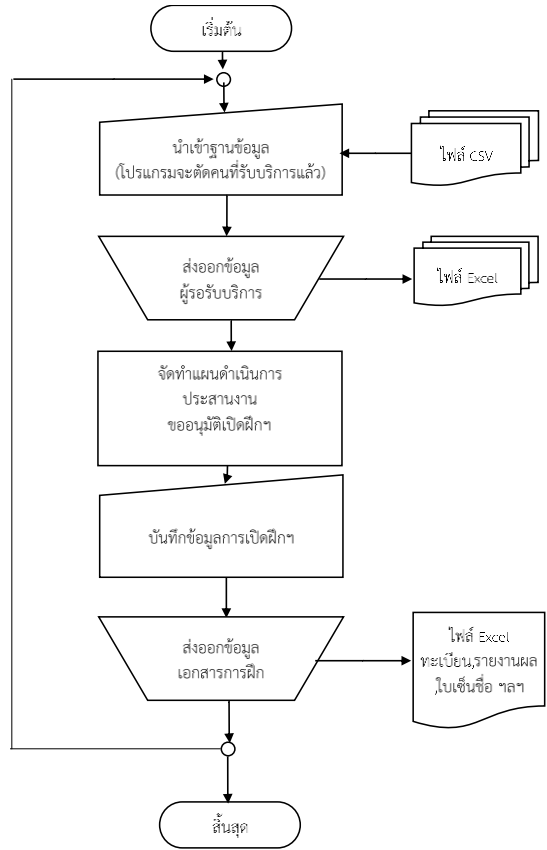 เริ่มต้น
นำเข้าฐานข้อมูล
(โปรแกรมจะตัดคนที่รับบริการแล้ว)
ไฟล์ CSV
ส่งออกข้อมูล
ผู้รอรับบริการ
ไฟล์ Excel
จัดทำแผนดำเนินการ
ประสานงาน
ขออนุมัติเปิดฝึกฯ
บันทึกข้อมูลการเปิดฝึกฯ
ส่งออกข้อมูล
เอกสารการฝึก
ไฟล์ Excel
ทะเบียน,รายงานผล
,ใบเซ็นชื่อ ฯลฯ
สิ้นสุด